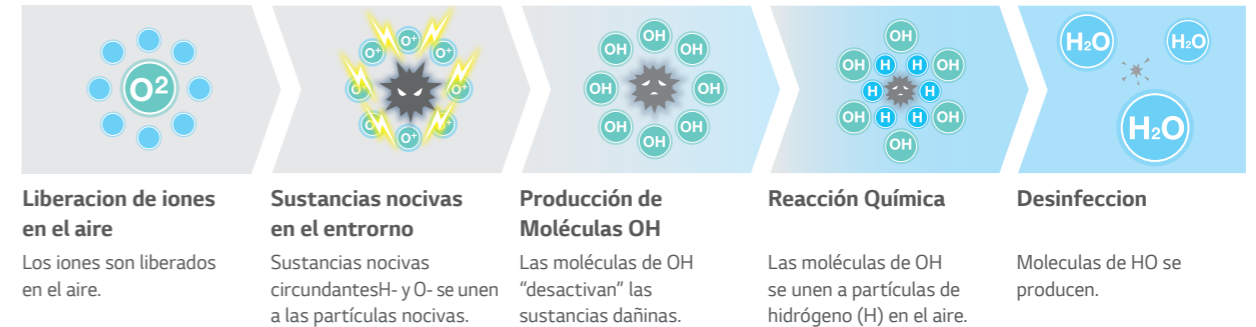 O²
O⁺ O⁺ O⁺ O⁺ O⁺ O⁺ O⁺ O⁺
OH OH OH OH OH OH OH OH
OH OH H H OH H H OH H H OH OH
H₂O H₂O H₂O
Liberacion de iones
en el aire
Los iones son liberados
en el aire.
Sustancias nocivas
en el entrorno
Sustancias nocivas
circundantesH- y O- se unen
a las partículas nocivas.
Producción de
Moléculas OH
Las moléculas de OH
“desactivan” las
sustancias dañinas.
Reacción Química
Las moléculas de OH
se unen a partículas de
hidrógeno (H) en el aire.
Desinfeccion
Moleculas de HO se
producen.